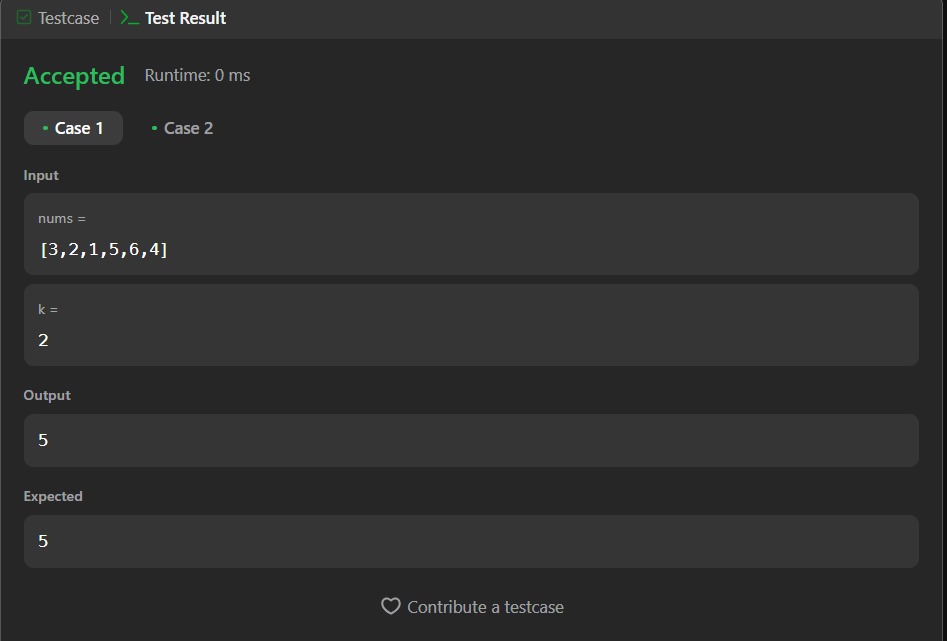 Testcase | Test Result
Accepted Runtime: 0 ms
Case 1 Case 2
Input
nums =
[3,2,1,5,6,4]
k =
2
Output
5
Expected
5
Contribute a testcase